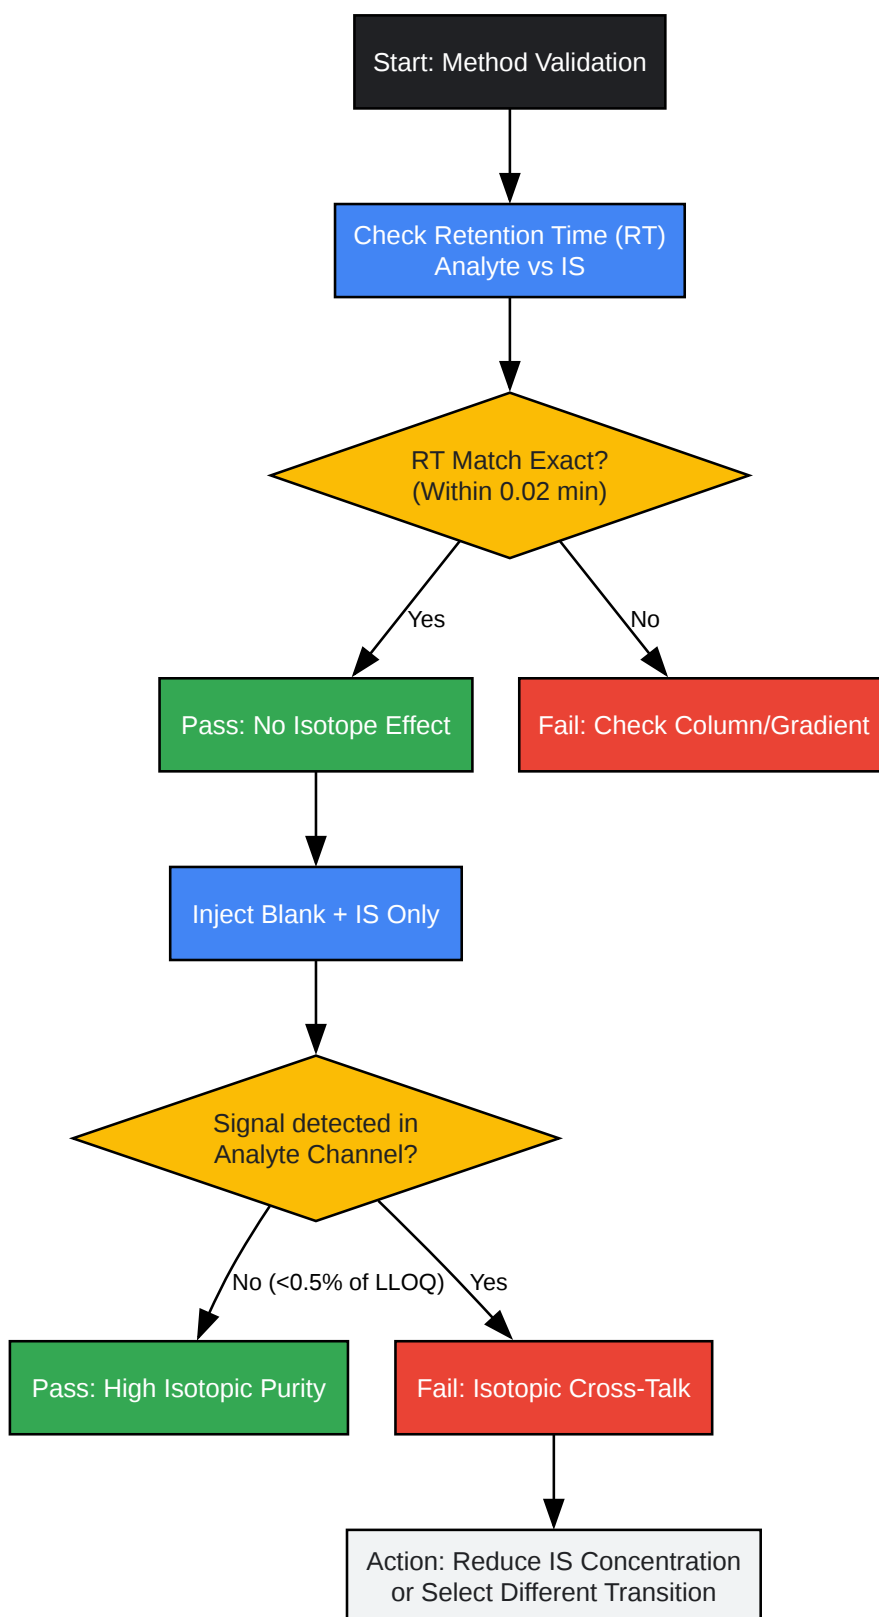 Start: Method Validation
Check Retention Time (RT)
Analyte vs IS
RT Match Exact?
(Within 0.02 min)
Yes
No
Pass: No Isotope Effect
Fail: Check Column/Gradient
Inject Blank + IS Only
Signal detected in
Analyte Channel?
No (<0.5% of LLOQ)
Yes
Pass: High Isotopic Purity
Fail: Isotopic Cross-Talk
Action: Reduce IS Concentration
or Select Different Transition